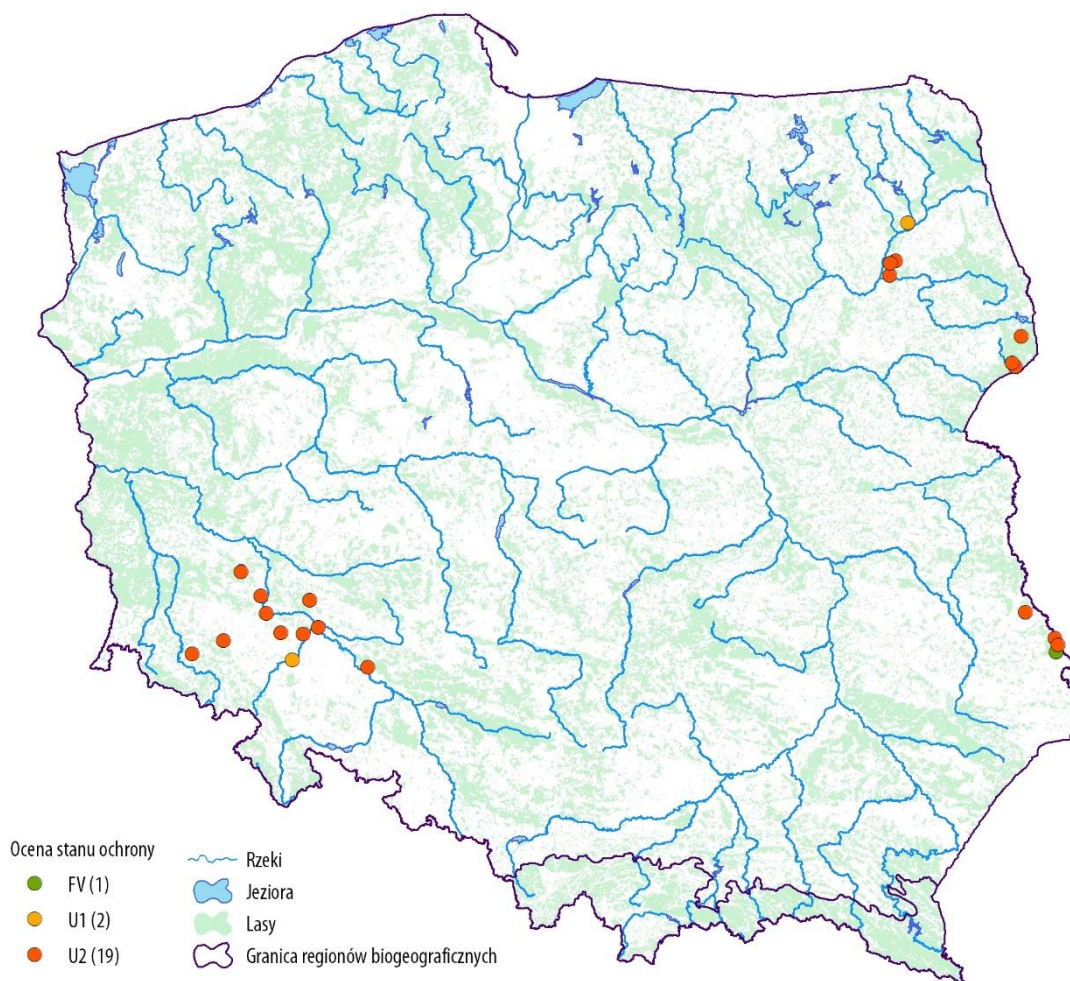 Ocena stanu ochrony
FV (1)
U1 (2)
U2 (19)
Rzeki
Jeziora
Lasy
Granica regionów biogeograficznych